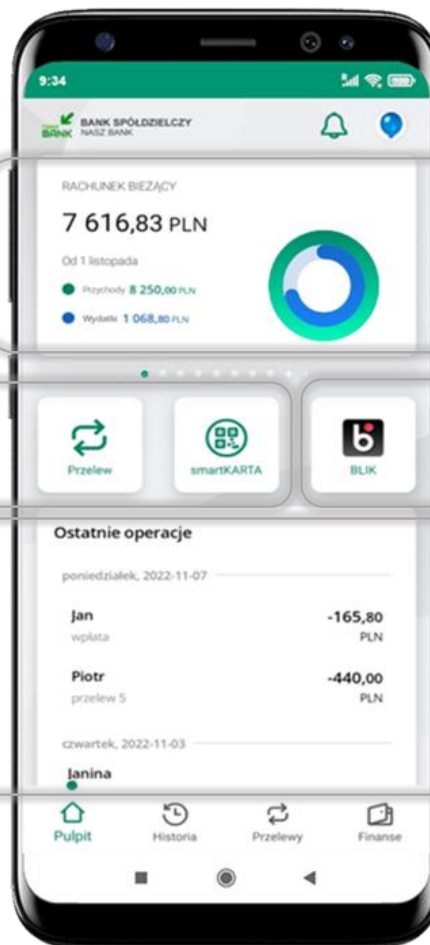 9:34
TWÓJ BANK
BANK SPÓŁDZIELCZY
NASZ BANK
RACHUNEK BIEŻĄCY
7 616,83 PLN
Od 1 listopada
Przychody 8 250,00 PLN
Wydatki 1 068,80 PLN
Przelew
smartKARTA
BLIK
Ostatnie operacje
poniedziałek, 2022-11-07
Jan
-165,80
wpłata
PLN
Piotr
-440,00
przelew 5
PLN
czwartek, 2022-11-03
Janina
Pulpit
Historia
Przelewy
Finanse